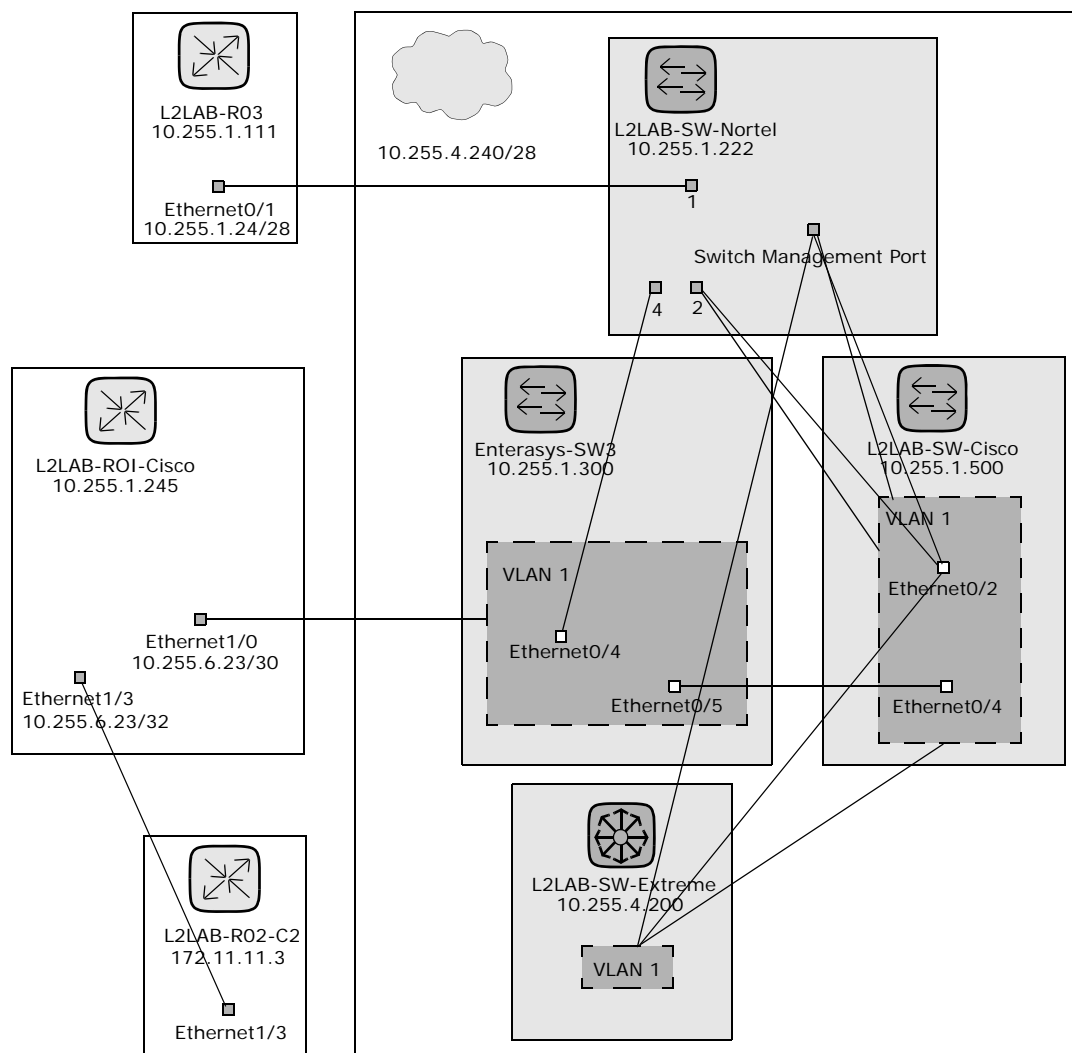 L2LAB-R03
10.255.1.111
Ethernet0/1
10.255.1.24/28
10.255.4.240/28
L2LAB-SW-Nortel
10.255.1.222
1
Switch Management Port
4
2
L2LAB-ROI-Cisco
10.255.1.245
Ethernet1/0
10.255.6.23/30
Ethernet1/3
10.255.6.23/32
Enterasys-SW3
10.255.1.300
VLAN 1
Ethernet0/4
Ethernet0/5
L2LAB-SW-Cisco
10.255.1.500
VLAN 1
Ethernet0/2
Ethernet0/4
L2LAB-SW-Extreme
10.255.4.200
VLAN 1
L2LAB-R02-C2
172.11.11.3
Ethernet1/3